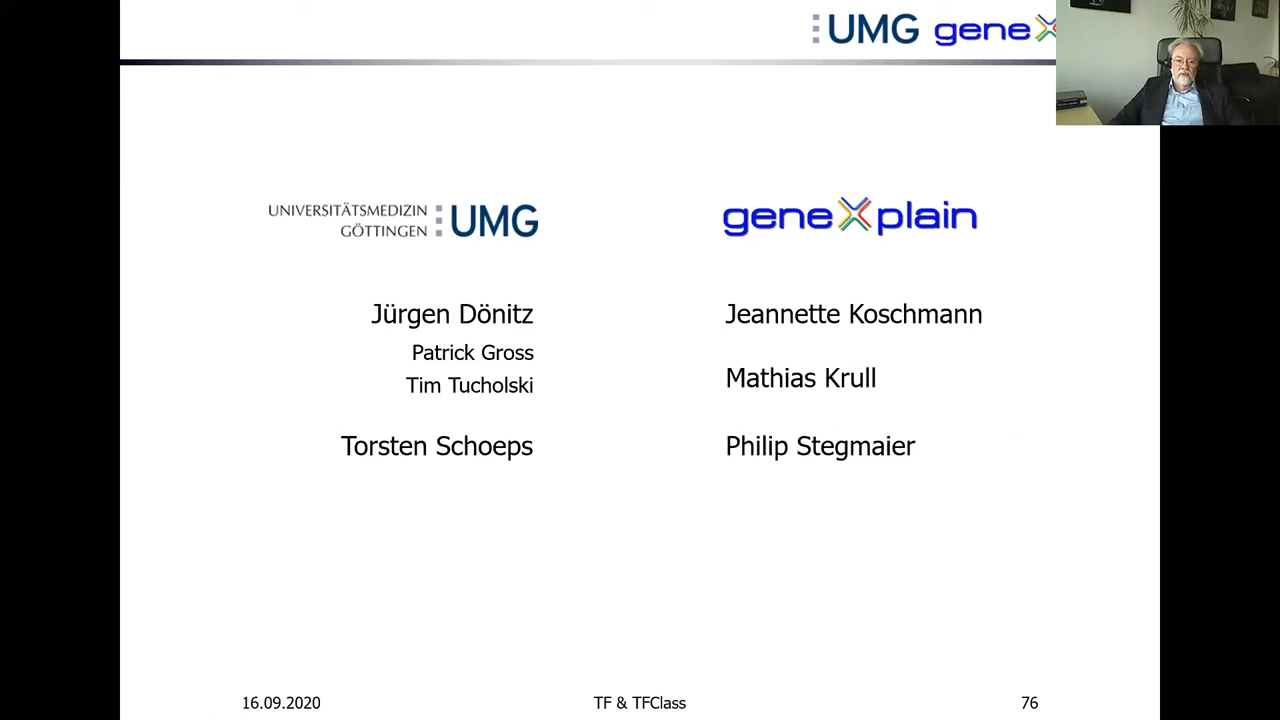 UMG geneX
UNIVERSITÄTSMEDIZIN
GÖTTINGEN UMG
geneXplain
Jürgen Dönitz
Patrick Gross
Tim Tucholski
Torsten Schoeps
Jeannette Koschmann
Mathias Krull
Philip Stegmaier
16.09.2020 TF & TFClass 76